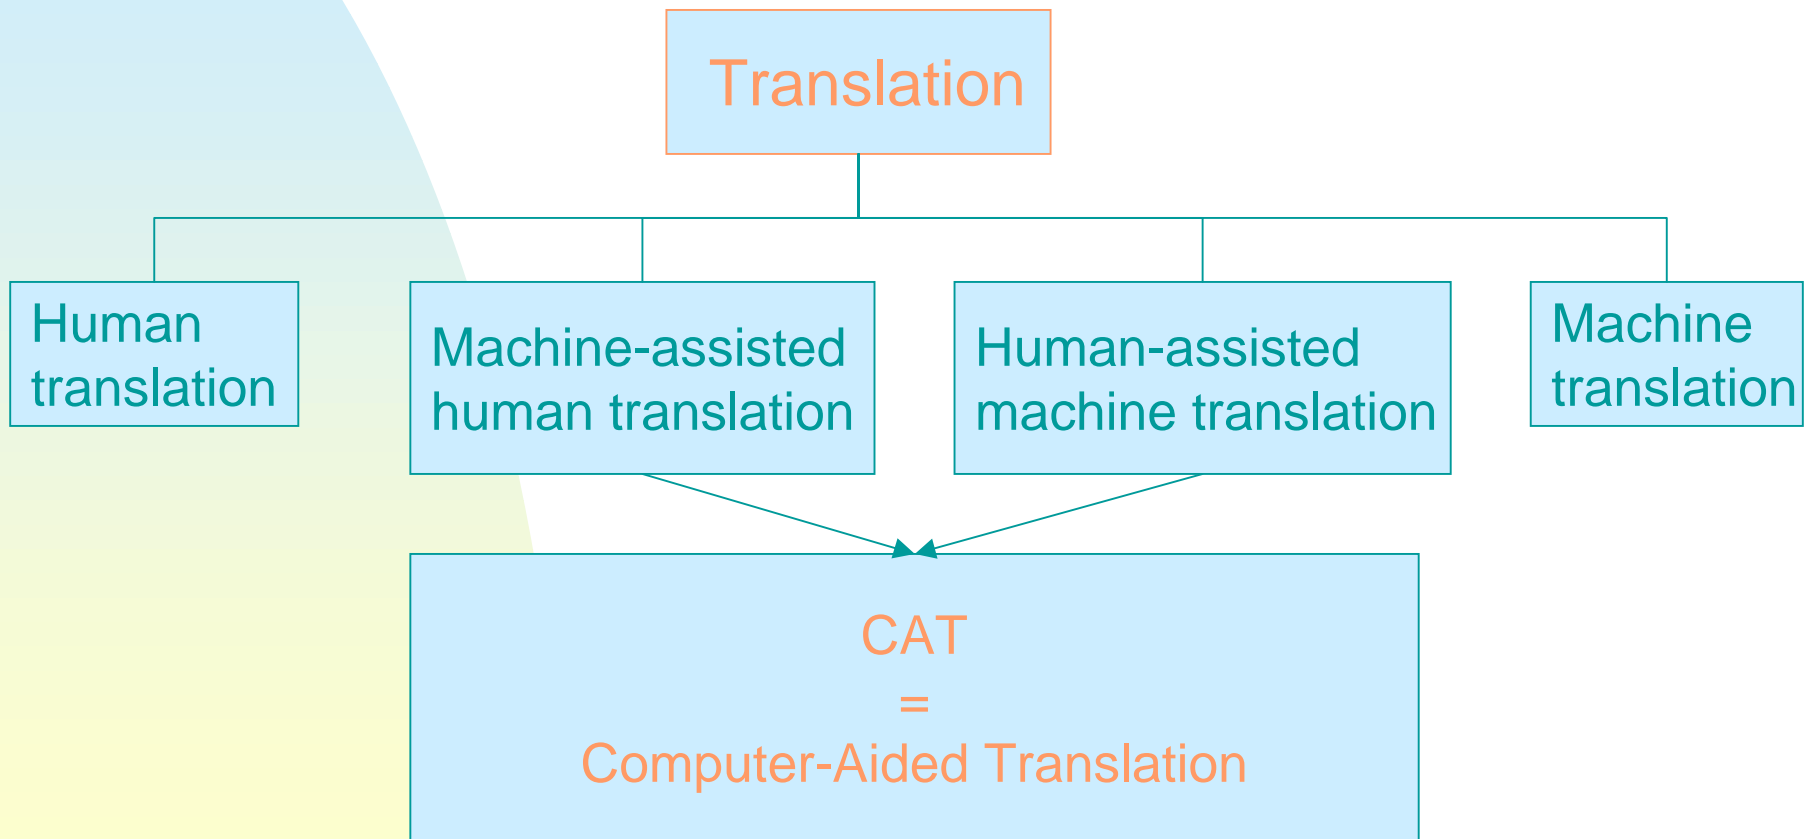 Translation
Human
translation
Machine-assisted
human translation
Human-assisted
machine translation
Machine
translation
CAT
=
Computer-Aided Translation